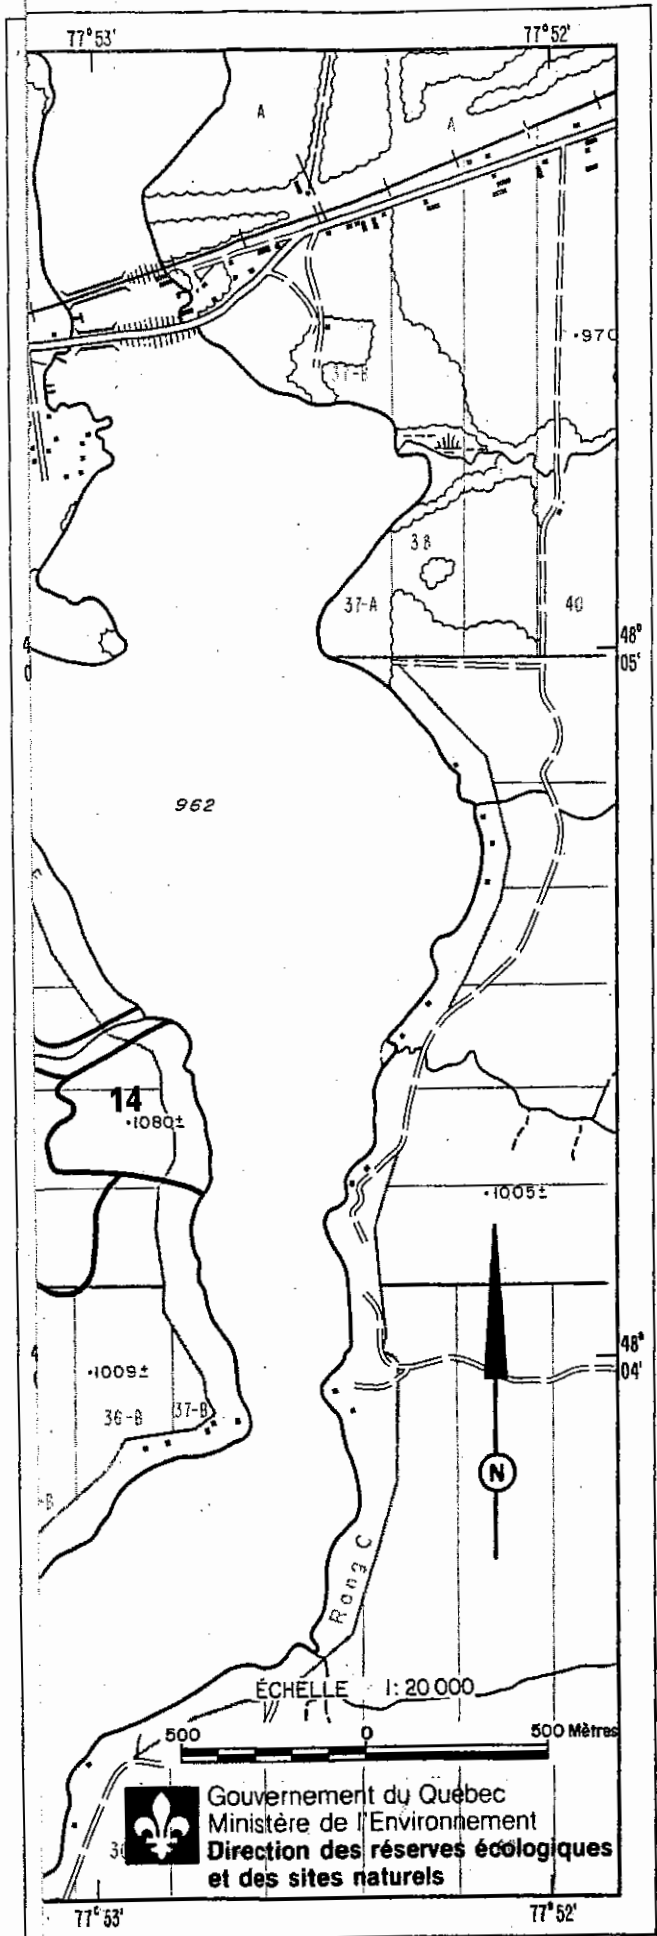 77°53' 77°52'
A
A
·970
37-B
38
37-A
40
48°
05'
962
14
·1080±
·1005±
48°
04'
·1009±
36-B 37-B
N
Rang C
ÉCHELLE 1:20 000
500 0 500 Mètres
Gouvernement du Québec
Ministère de l'Environnement
Direction des réserves écologiques
et des sites naturels
77°53' 77°52'